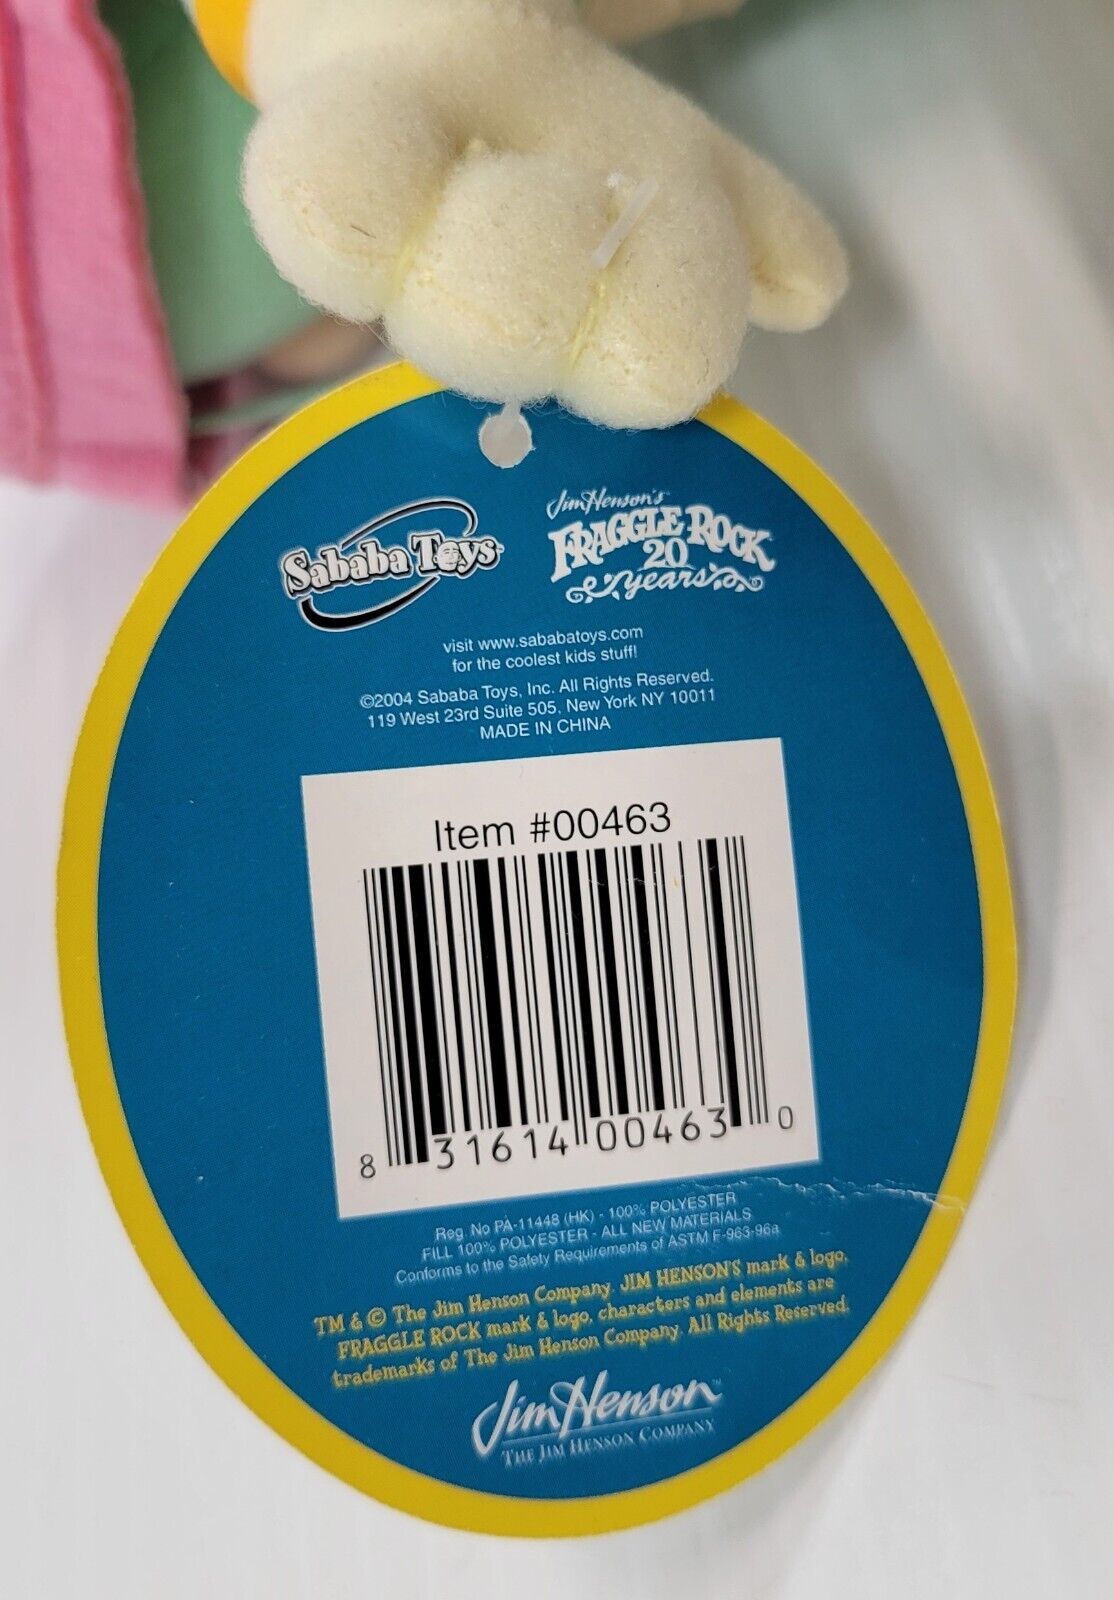 Sababa Toys
Jim Henson's
FRAGGLE ROCK
20
years
visit www.sababatoys.com
for the coolest kids stuff!
©2004 Sababa Toys, Inc. All Rights Reserved.
119 West 23rd Suite 505, New York NY 10011
MADE IN CHINA
Item #00463
8 31614 00463 0
Reg. No PA-11448 (HK) - 100% POLYESTER
FILL 100% POLYESTER - ALL NEW MATERIALS
Conforms to the Safety Requirements of ASTM F-963-96a
TM & © The Jim Henson Company. JIM HENSON'S mark & logo,
FRAGGLE ROCK mark & logo, characters and elements are
trademarks of The Jim Henson Company. All Rights Reserved.
Jim Henson™
THE JIM HENSON COMPANY